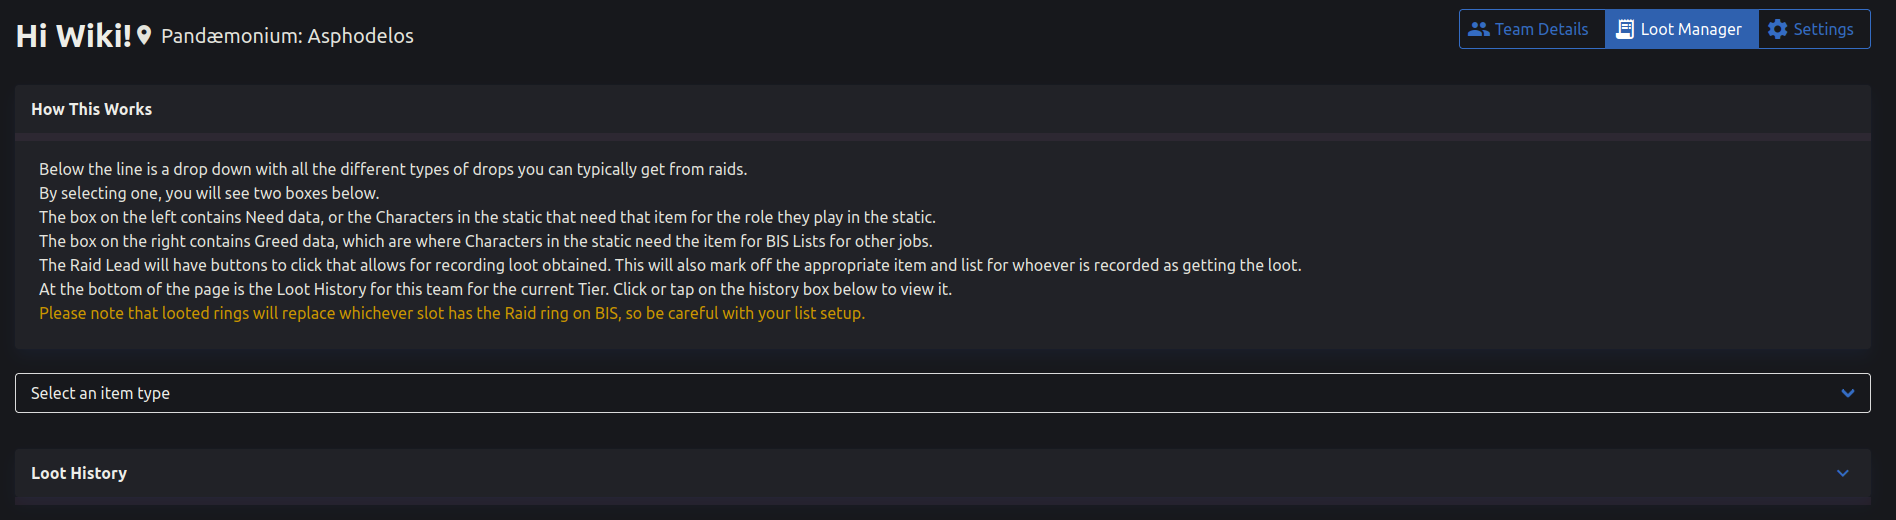 Hi Wiki! Pandæmonium: Asphodelos
Team Details
Loot Manager
Settings
How This Works
Below the line is a drop down with all the different types of drops you can typically get from raids.
By selecting one, you will see two boxes below.
The box on the left contains Need data, or the Characters in the static that need that item for the role they play in the static.
The box on the right contains Greed data, which are where Characters in the static need the item for BIS Lists for other jobs.
The Raid Lead will have buttons to click that allows for recording loot obtained. This will also mark off the appropriate item and list for whoever is recorded as getting the loot.
At the bottom of the page is the Loot History for this team for the current Tier. Click or tap on the history box below to view it.
Please note that looted rings will replace whichever slot has the Raid ring on BIS, so be careful with your list setup.
Select an item type
Loot History